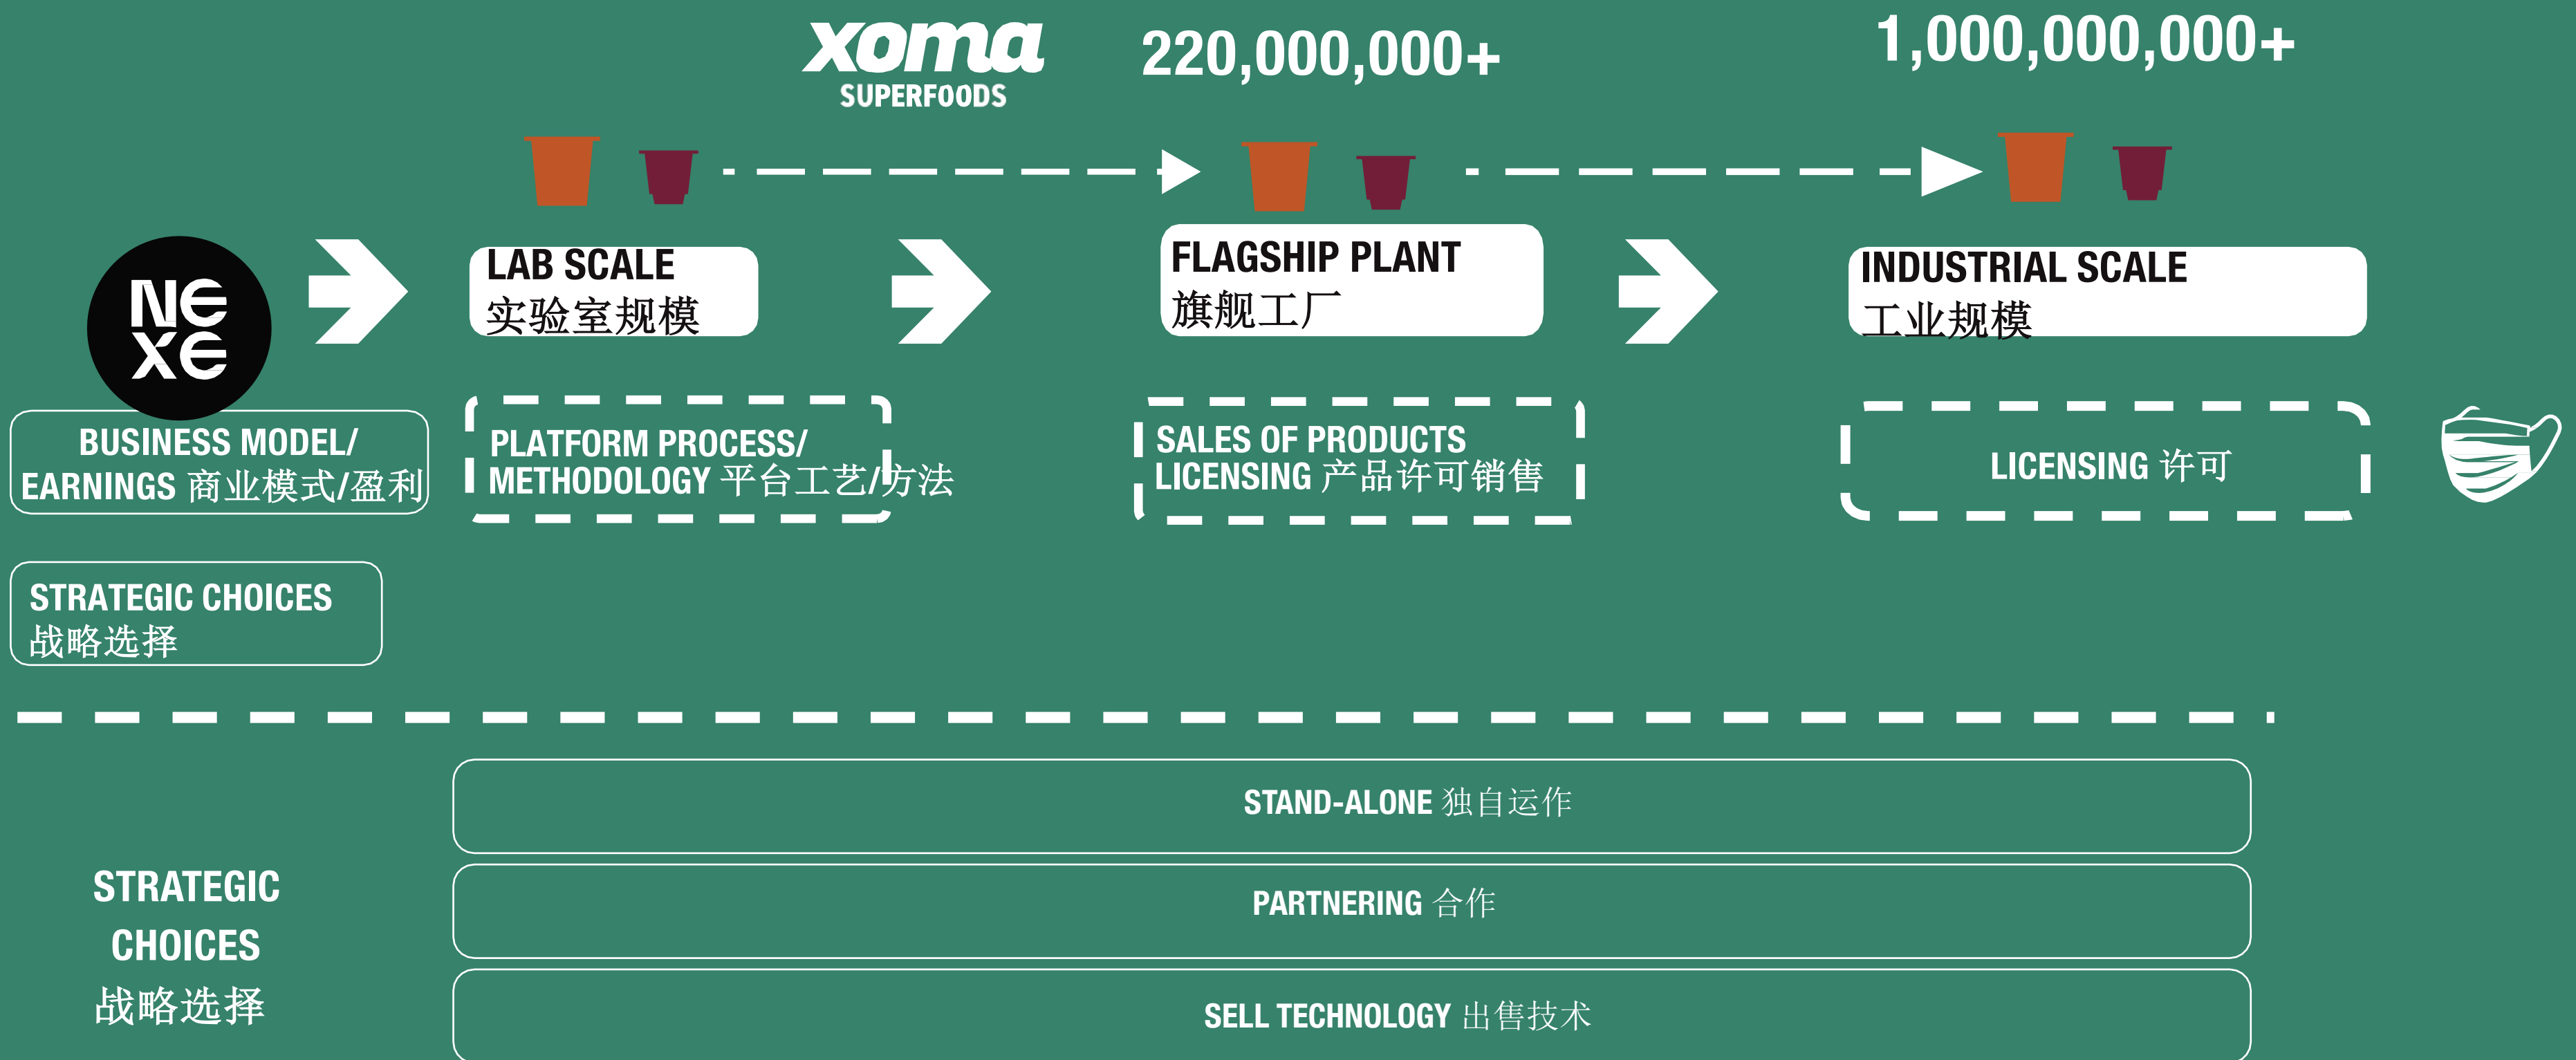 xoma
SUPERFOODS
220,000,000+
1,000,000,000+
NE
XE
LAB SCALE
实验室规模
FLAGSHIP PLANT
旗舰工厂
INDUSTRIAL SCALE
工业规模
BUSINESS MODEL/
EARNINGS 商业模式/盈利
PLATFORM PROCESS/
METHODOLOGY 平台工艺/方法
SALES OF PRODUCTS
LICENSING 产品许可销售
LICENSING 许可
STRATEGIC CHOICES
战略选择
STRATEGIC
CHOICES
战略选择
STAND-ALONE 独自运作
PARTNERING 合作
SELL TECHNOLOGY 出售技术